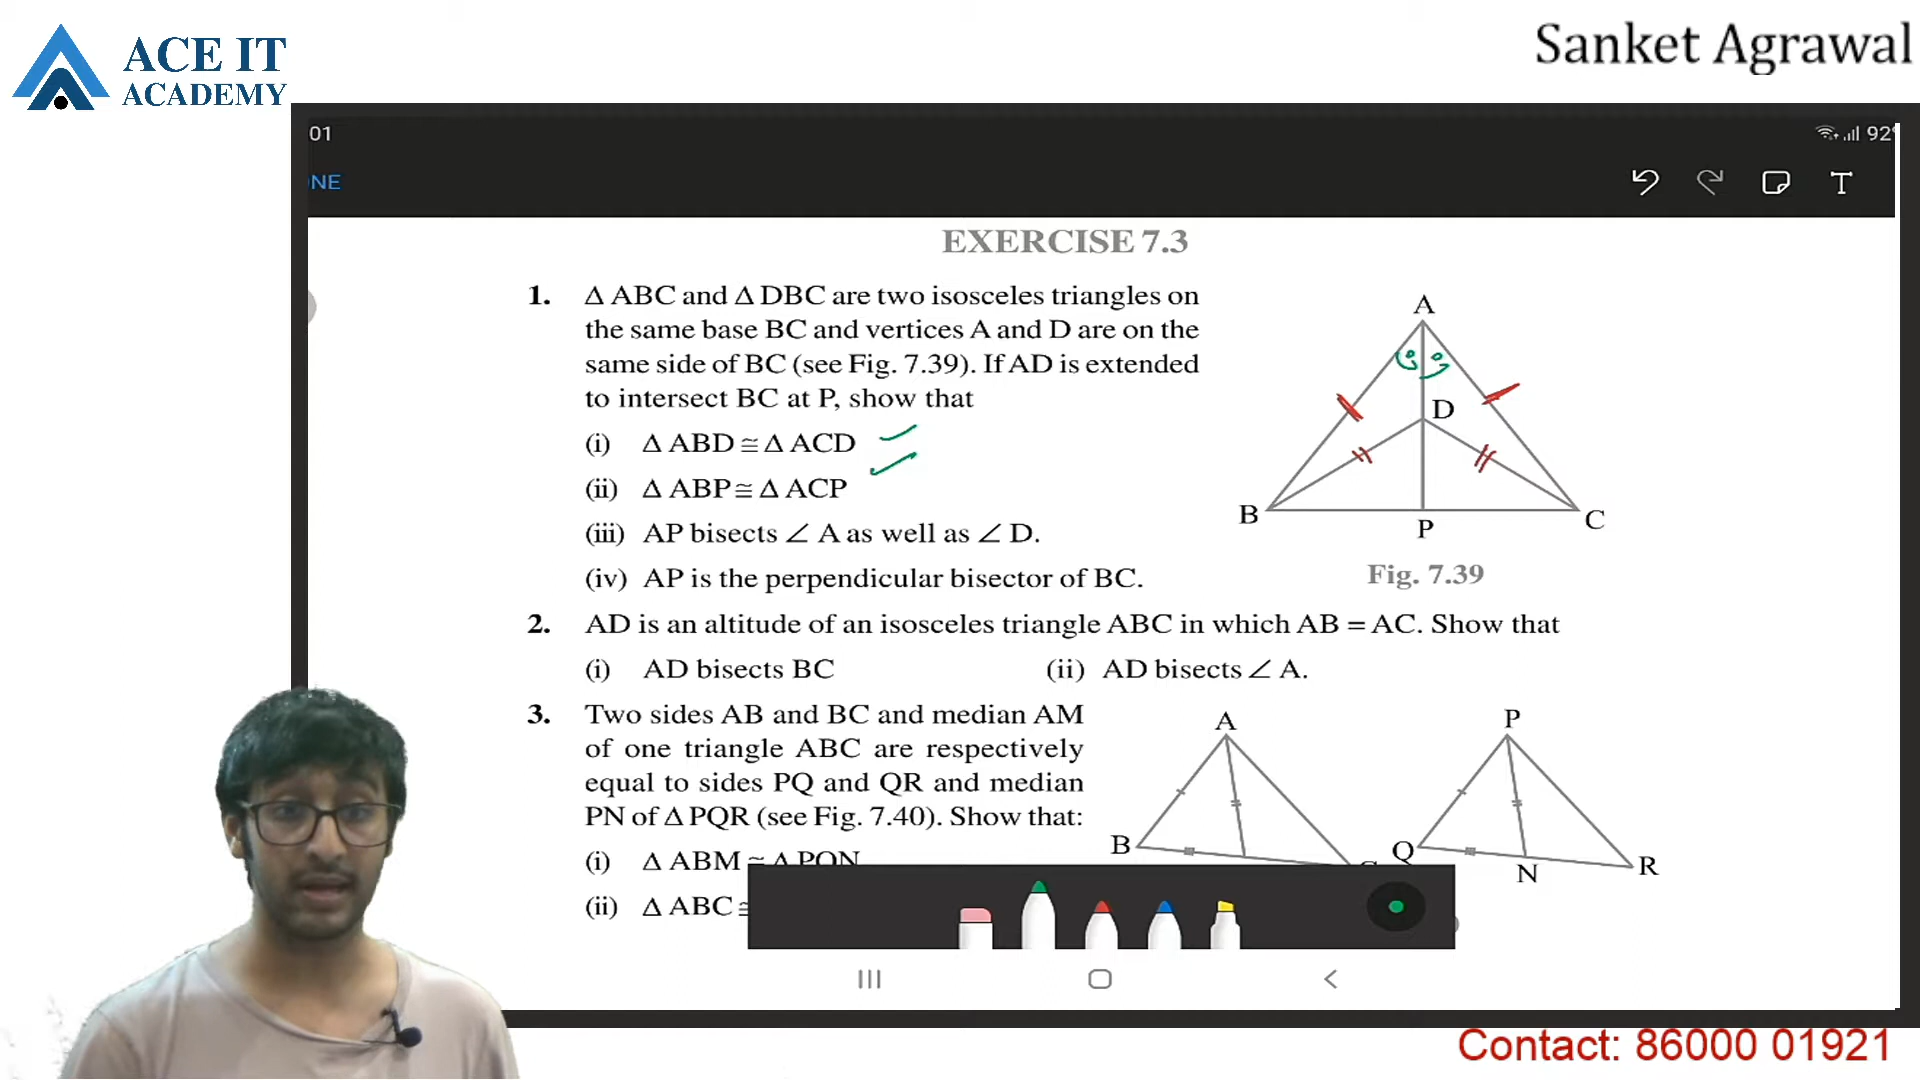 ACE IT
ACADEMY
Sanket Agrawal
01
92
NE
T
EXERCISE 7.3
1. Δ ABC and Δ DBC are two isosceles triangles on
the same base BC and vertices A and D are on the
same side of BC (see Fig. 7.39). If AD is extended
to intersect BC at P, show that
(i) Δ ABD ≅ Δ ACD
(ii) Δ ABP ≅ Δ ACP
(iii) AP bisects ∠ A as well as ∠ D.
(iv) AP is the perpendicular bisector of BC.
A
D
B
P
C
Fig. 7.39
2. AD is an altitude of an isosceles triangle ABC in which AB = AC. Show that
(i) AD bisects BC (ii) AD bisects ∠ A.
3. Two sides AB and BC and median AM
of one triangle ABC are respectively
equal to sides PQ and QR and median
PN of Δ PQR (see Fig. 7.40). Show that:
(i) Δ ABM ≅ Δ PQN
(ii) Δ ABC ≅
A
B
P
Q
N
R
Contact: 86000 01921